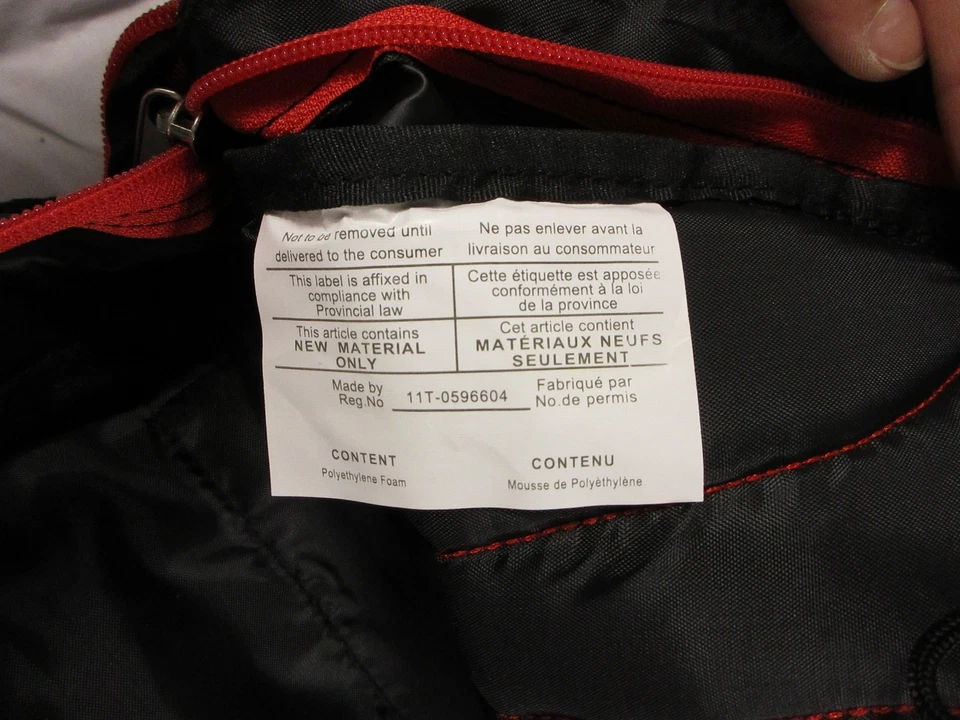 Not to be removed until
delivered to the consumer
Ne pas enlever avant la
livraison au consommateur
This label is affixed in
compliance with
Provincial law
Cette étiquette est apposée
conformément à la loi
de la province
This article contains
NEW MATERIAL
ONLY
Cet article contient
MATÉRIAUX NEUFS
SEULEMENT
Made by
Reg.No
11T-0596604
Fabriqué par
No.de permis
CONTENT
Polyethylene Foam
CONTENU
Mousse de Polyèthylène